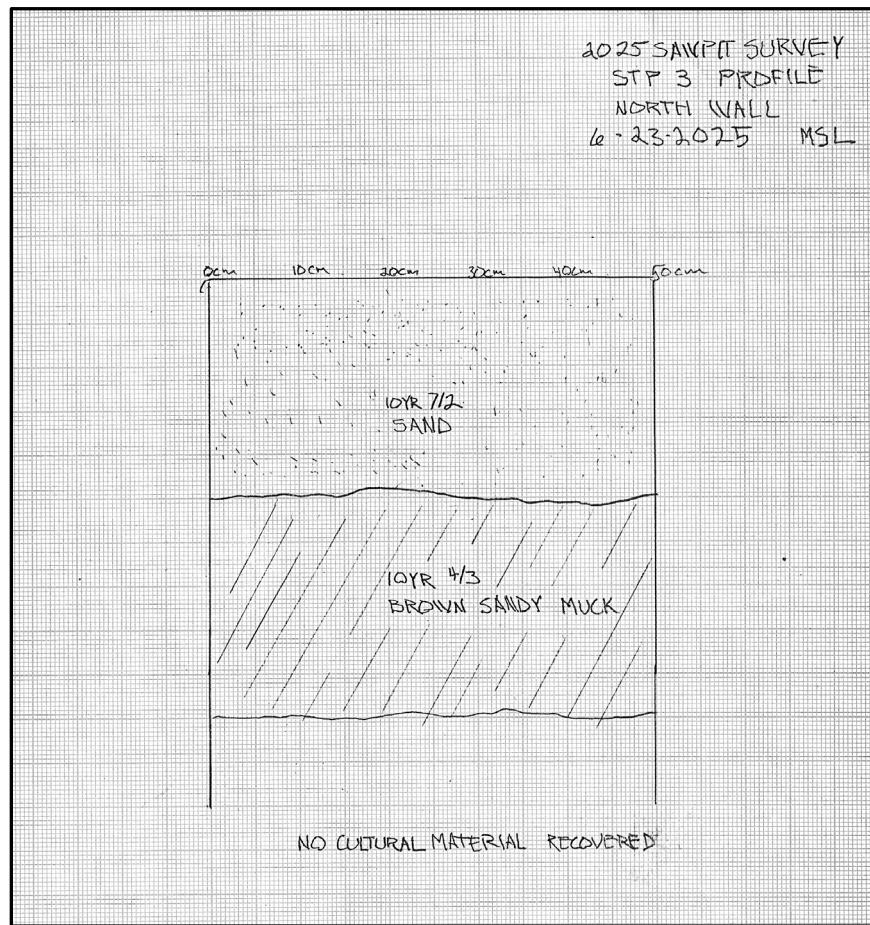 2025 SAWPIT SURVEY
STP 3 PROFILE
NORTH WALL
6-23-2025 MSL
0cm 10cm 20cm 30cm 40cm 50cm
10YR 7/2
SAND
10YR 4/3
BROWN SANDY MUCK
NO CULTURAL MATERIAL RECOVERED